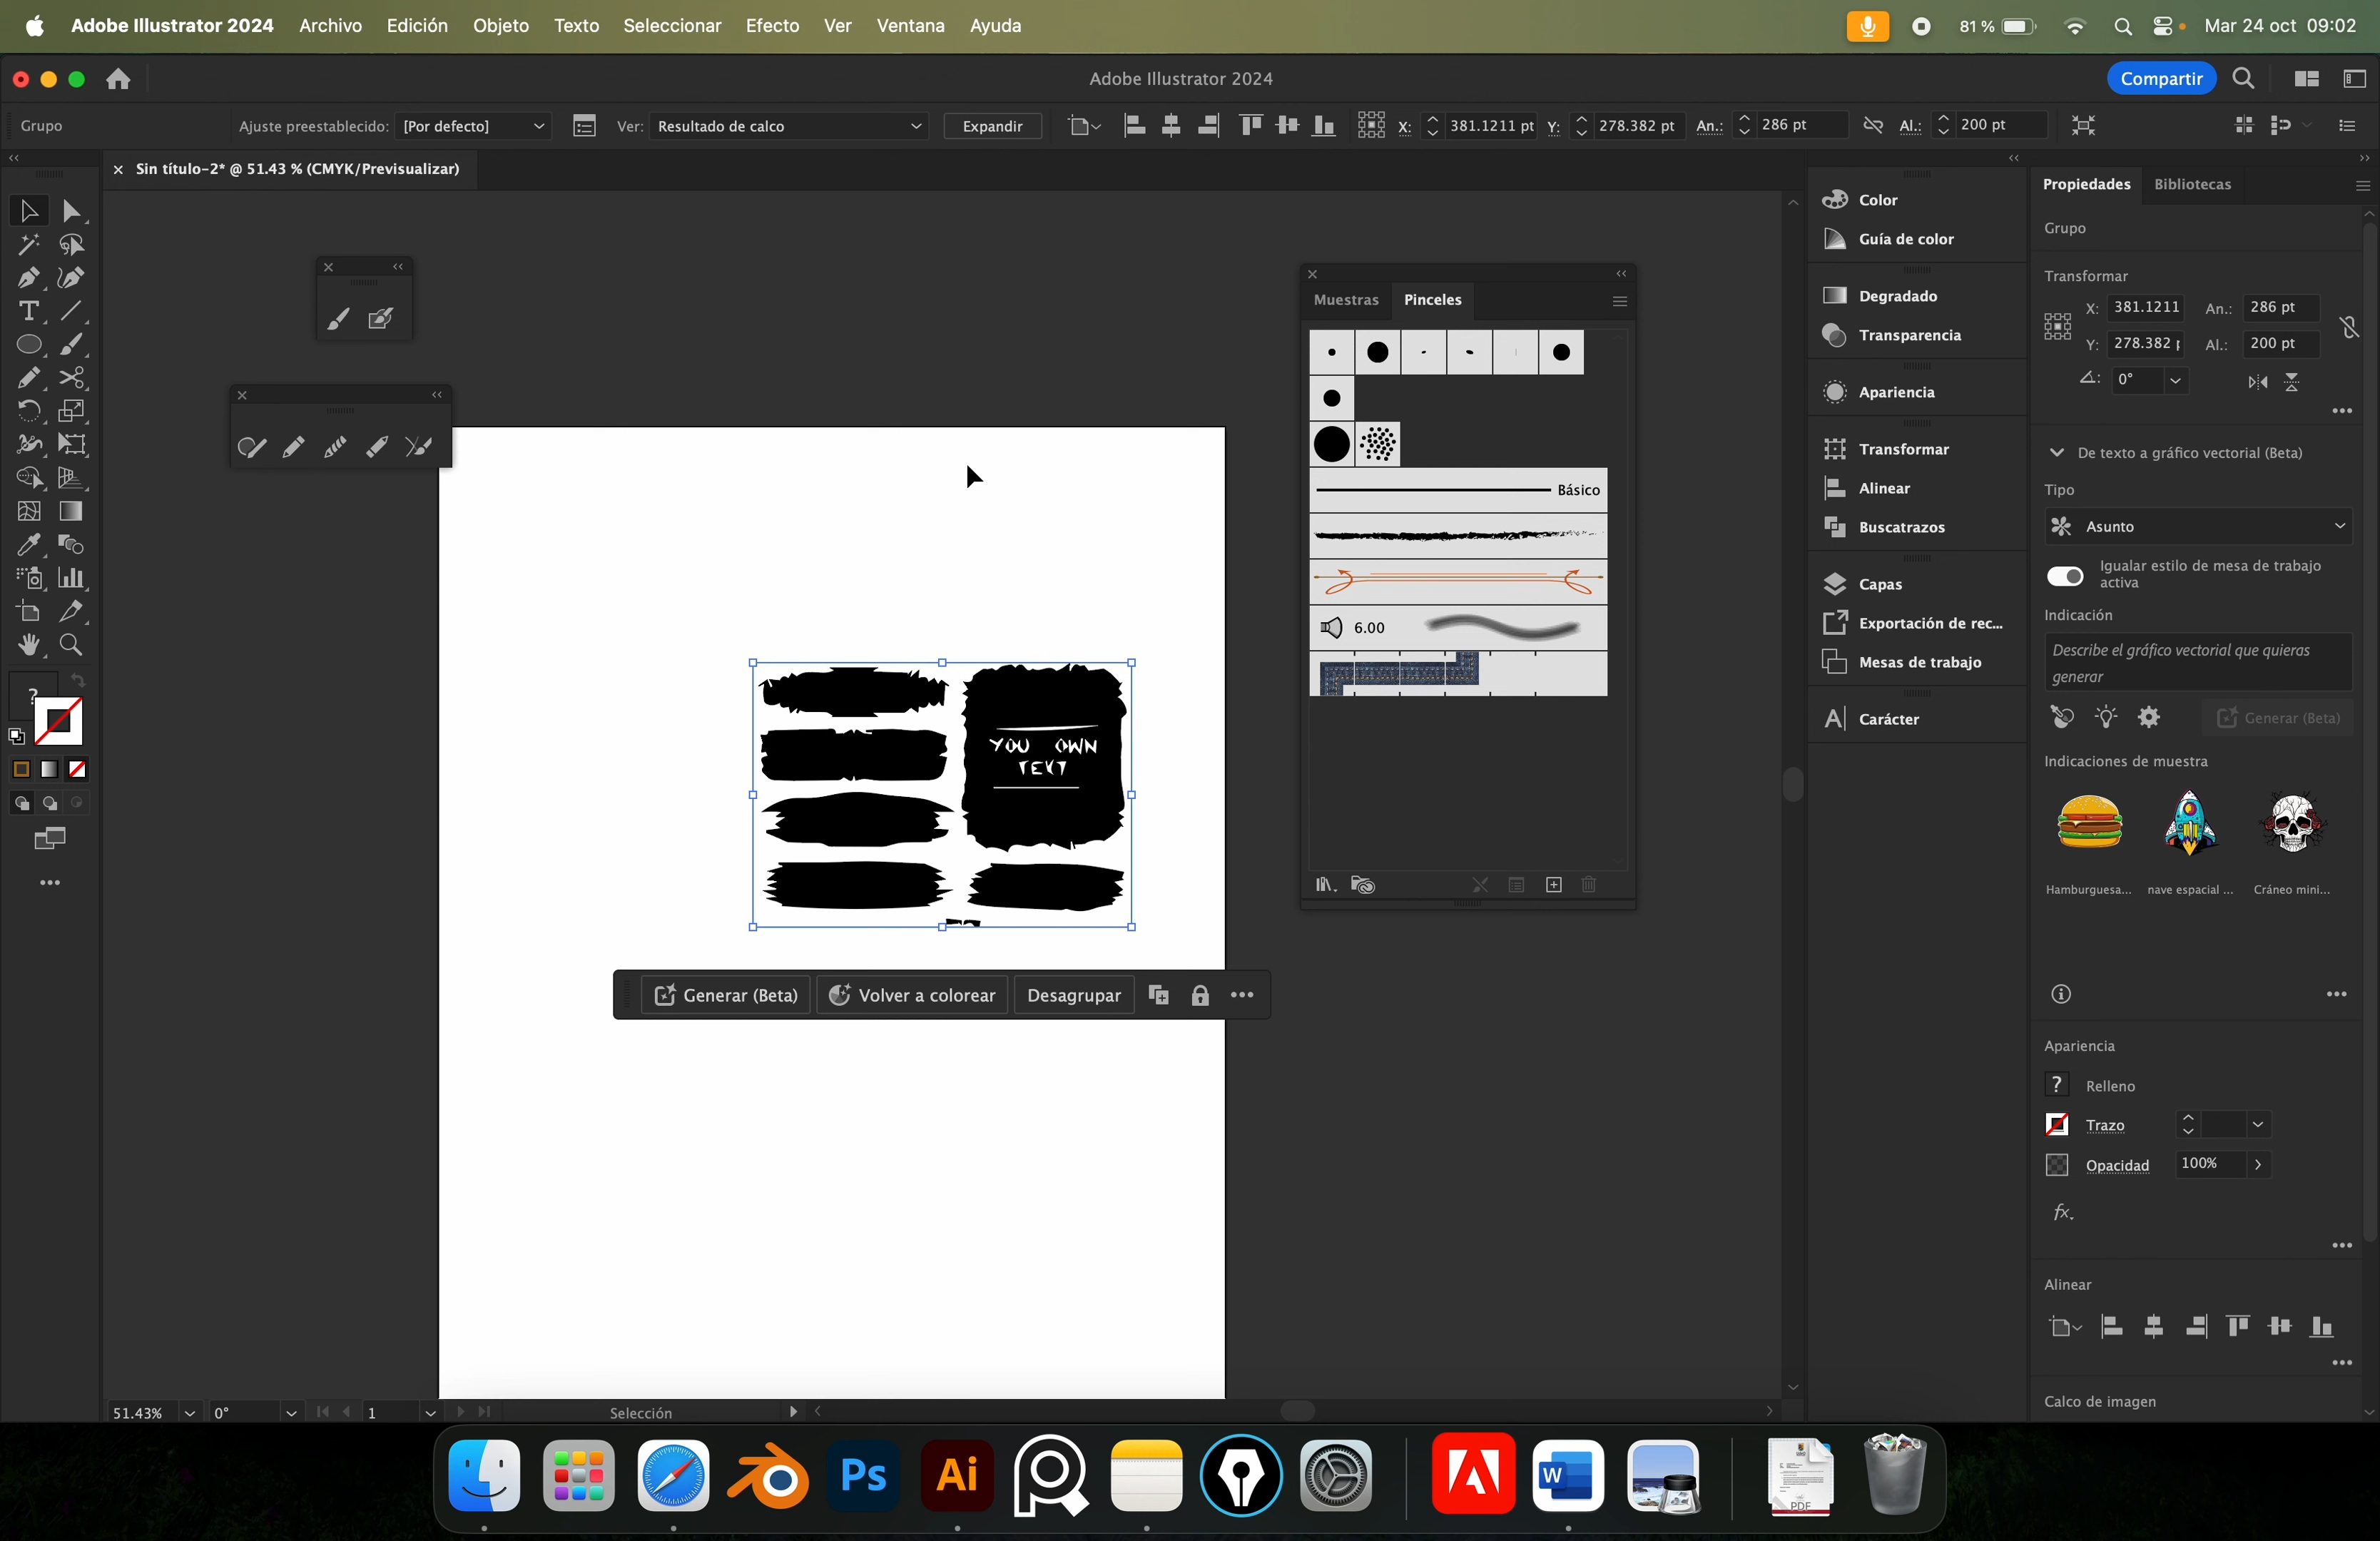 Adobe Illustrator 2024 Archivo Edición Objeto Texto Seleccionar Efecto Ver Ventana Ayuda 81 % Mar 24 oct 09:02
Adobe Illustrator 2024 Compartir
Grupo Ajuste preestablecido: [Por defecto] Ver: Resultado de calco Expandir X: 381.1211 pt Y: 278.382 pt An.: 286 pt Al.: 200 pt
Sin título-2* @ 51.43 % (CMYK/Previsualizar)
Muestras Pinceles
Básico
6.00
YOU OWN
TEXT
Generar (Beta) Volver a colorear Desagrupar
Color
Guía de color
Degradado
Transparencia
Apariencia
Transformar
Alinear
Buscatrazos
Capas
Exportación de rec...
Mesas de trabajo
Carácter
Propiedades Bibliotecas
Grupo
Transformar
X: 381.1211 An.: 286 pt
Y: 278.382 Al.: 200 pt
0°
De texto a gráfico vectorial (Beta)
Tipo
Asunto
Igualar estilo de mesa de trabajo
activa
Indicación
Describe el gráfico vectorial que quieras
generar
Generar (Beta)
Indicaciones de muestra
Hamburguesa... nave espacial ... Cráneo mini...
Apariencia
? Relleno
Trazo
Opacidad 100%
fx.
Alinear
Calco de imagen
51.43% 0° 1 Selección
Ps Ai W PDF